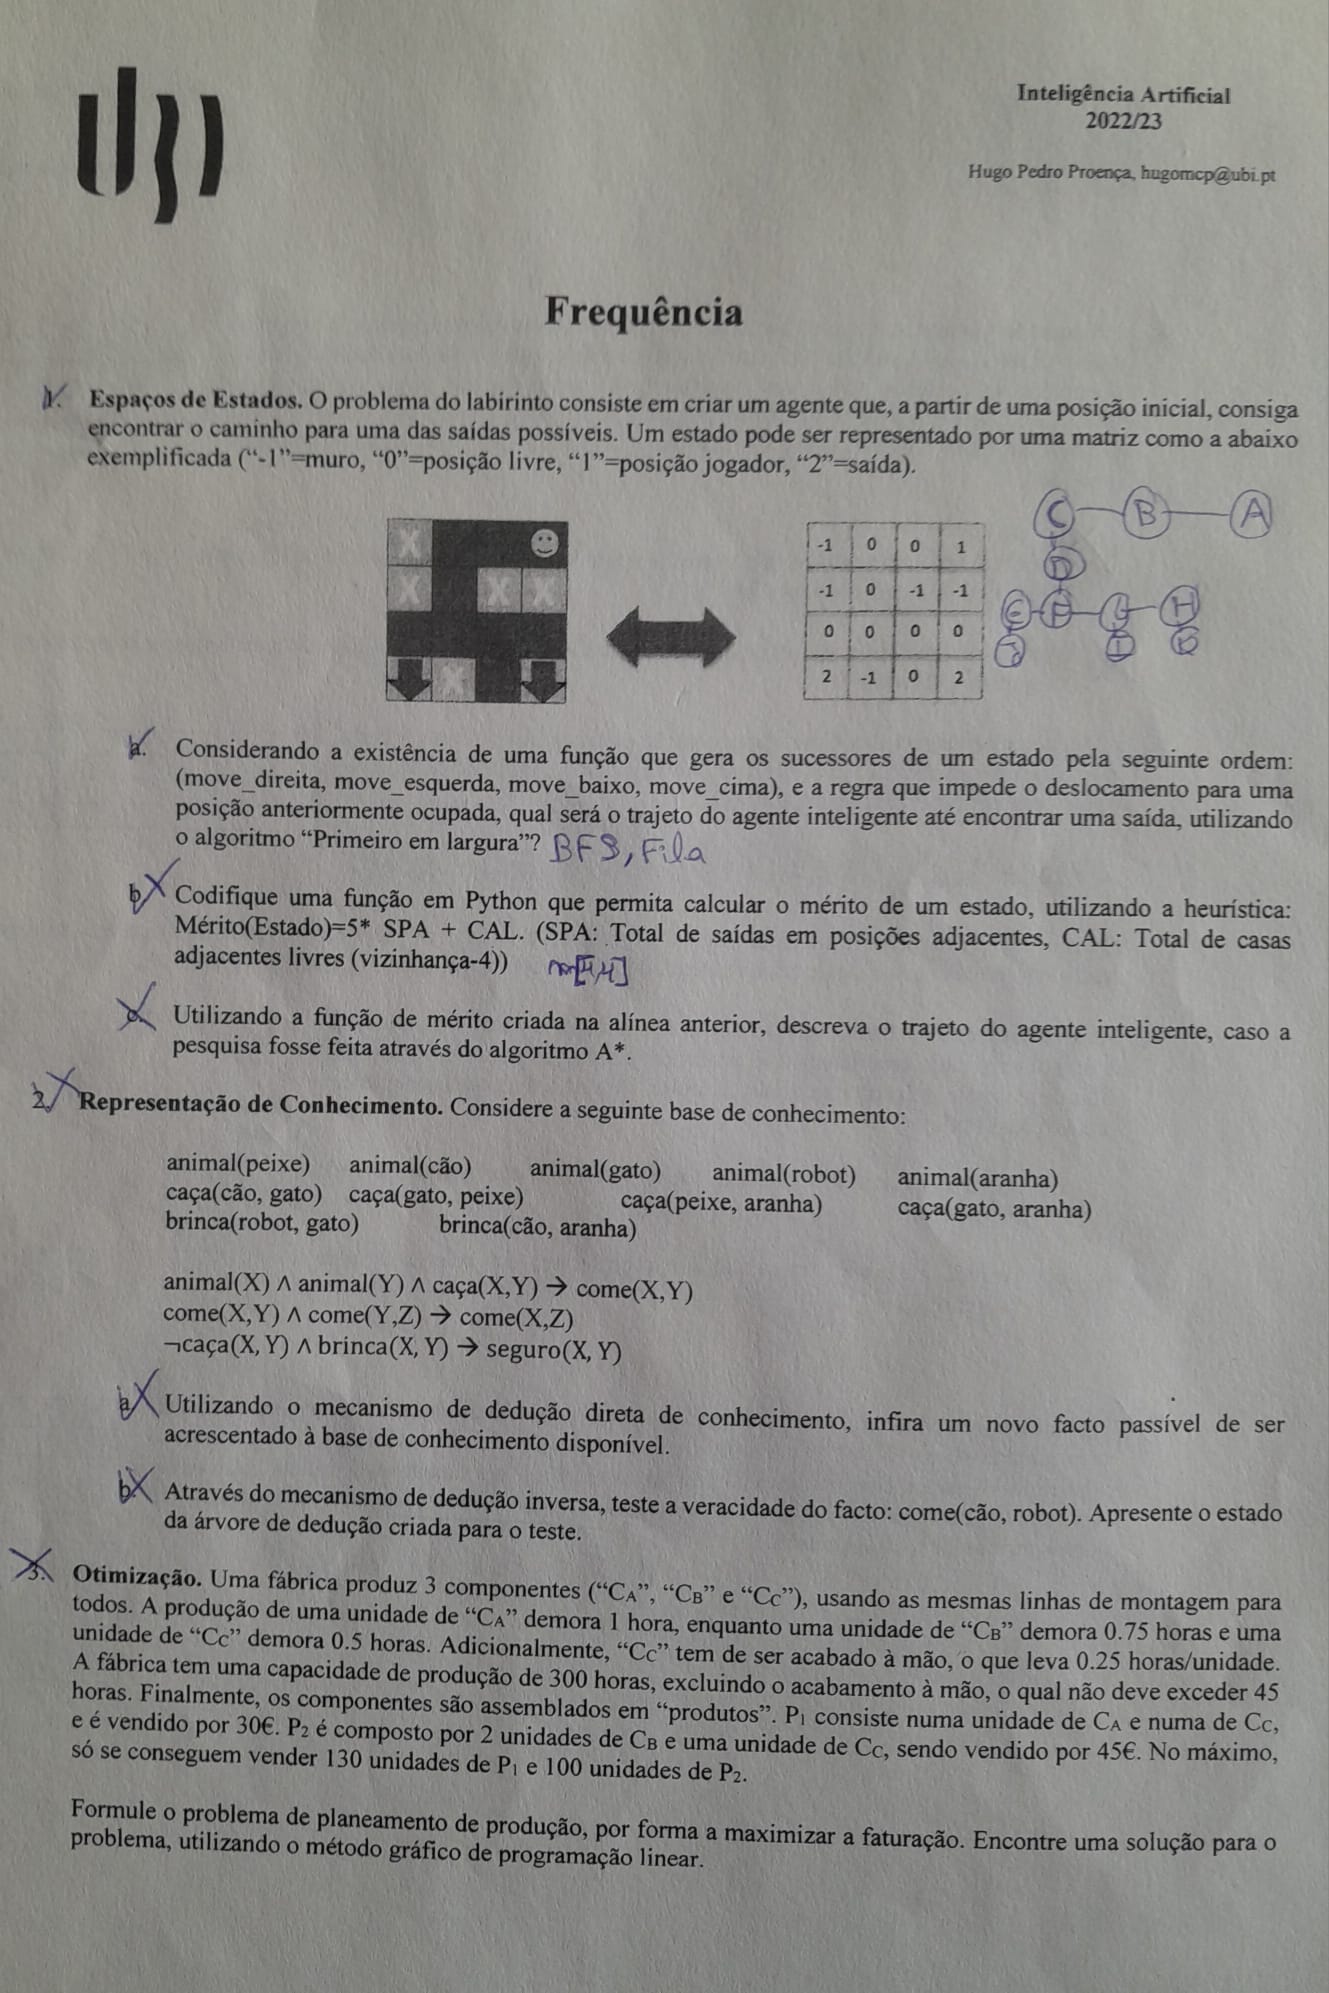 ubi
Inteligência Artificial
2022/23
Hugo Pedro Proença, hugomcp@ubi.pt
Frequência
1. Espaços de Estados. O problema do labirinto consiste em criar um agente que, a partir de uma posição inicial, consiga
encontrar o caminho para uma das saídas possíveis. Um estado pode ser representado por uma matriz como a abaixo
exemplificada (“-1”=muro, “0”=posição livre, “1”=posição jogador, “2”=saída).
X
X X X
X
-1 0 0 1
-1 0 -1 -1
0 0 0 0
2 -1 0 2
C B A
D
E F G H
J I K
a. Considerando a existência de uma função que gera os sucessores de um estado pela seguinte ordem:
(move_direita, move_esquerda, move_baixo, move_cima), e a regra que impede o deslocamento para uma
posição anteriormente ocupada, qual será o trajeto do agente inteligente até encontrar uma saída, utilizando
o algoritmo “Primeiro em largura”? BFS, Fila
b. Codifique uma função em Python que permita calcular o mérito de um estado, utilizando a heurística:
Mérito(Estado)=5* SPA + CAL. (SPA: Total de saídas em posições adjacentes, CAL: Total de casas
adjacentes livres (vizinhança-4)) m[4,4]
c. Utilizando a função de mérito criada na alínea anterior, descreva o trajeto do agente inteligente, caso a
pesquisa fosse feita através do algoritmo A*.
2. Representação de Conhecimento. Considere a seguinte base de conhecimento:
animal(peixe) animal(cão) animal(gato) animal(robot) animal(aranha)
caça(cão, gato) caça(gato, peixe) caça(peixe, aranha) caça(gato, aranha)
brinca(robot, gato) brinca(cão, aranha)
animal(X) ∧ animal(Y) ∧ caça(X,Y) → come(X,Y)
come(X,Y) ∧ come(Y,Z) → come(X,Z)
¬caça(X, Y) ∧ brinca(X, Y) → seguro(X, Y)
a. Utilizando o mecanismo de dedução direta de conhecimento, infira um novo facto passível de ser
acrescentado à base de conhecimento disponível.
b. Através do mecanismo de dedução inversa, teste a veracidade do facto: come(cão, robot). Apresente o estado
da árvore de dedução criada para o teste.
3. Otimização. Uma fábrica produz 3 componentes (“CA”, “CB” e “CC”), usando as mesmas linhas de montagem para
todos. A produção de uma unidade de “CA” demora 1 hora, enquanto uma unidade de “CB” demora 0.75 horas e uma
unidade de “CC” demora 0.5 horas. Adicionalmente, “CC” tem de ser acabado à mão, o que leva 0.25 horas/unidade.
A fábrica tem uma capacidade de produção de 300 horas, excluindo o acabamento à mão, o qual não deve exceder 45
horas. Finalmente, os componentes são assemblados em “produtos”. P1 consiste numa unidade de CA e numa de CC,
e é vendido por 30€. P2 é composto por 2 unidades de CB e uma unidade de CC, sendo vendido por 45€. No máximo,
só se conseguem vender 130 unidades de P1 e 100 unidades de P2.
Formule o problema de planeamento de produção, por forma a maximizar a faturação. Encontre uma solução para o
problema, utilizando o método gráfico de programação linear.